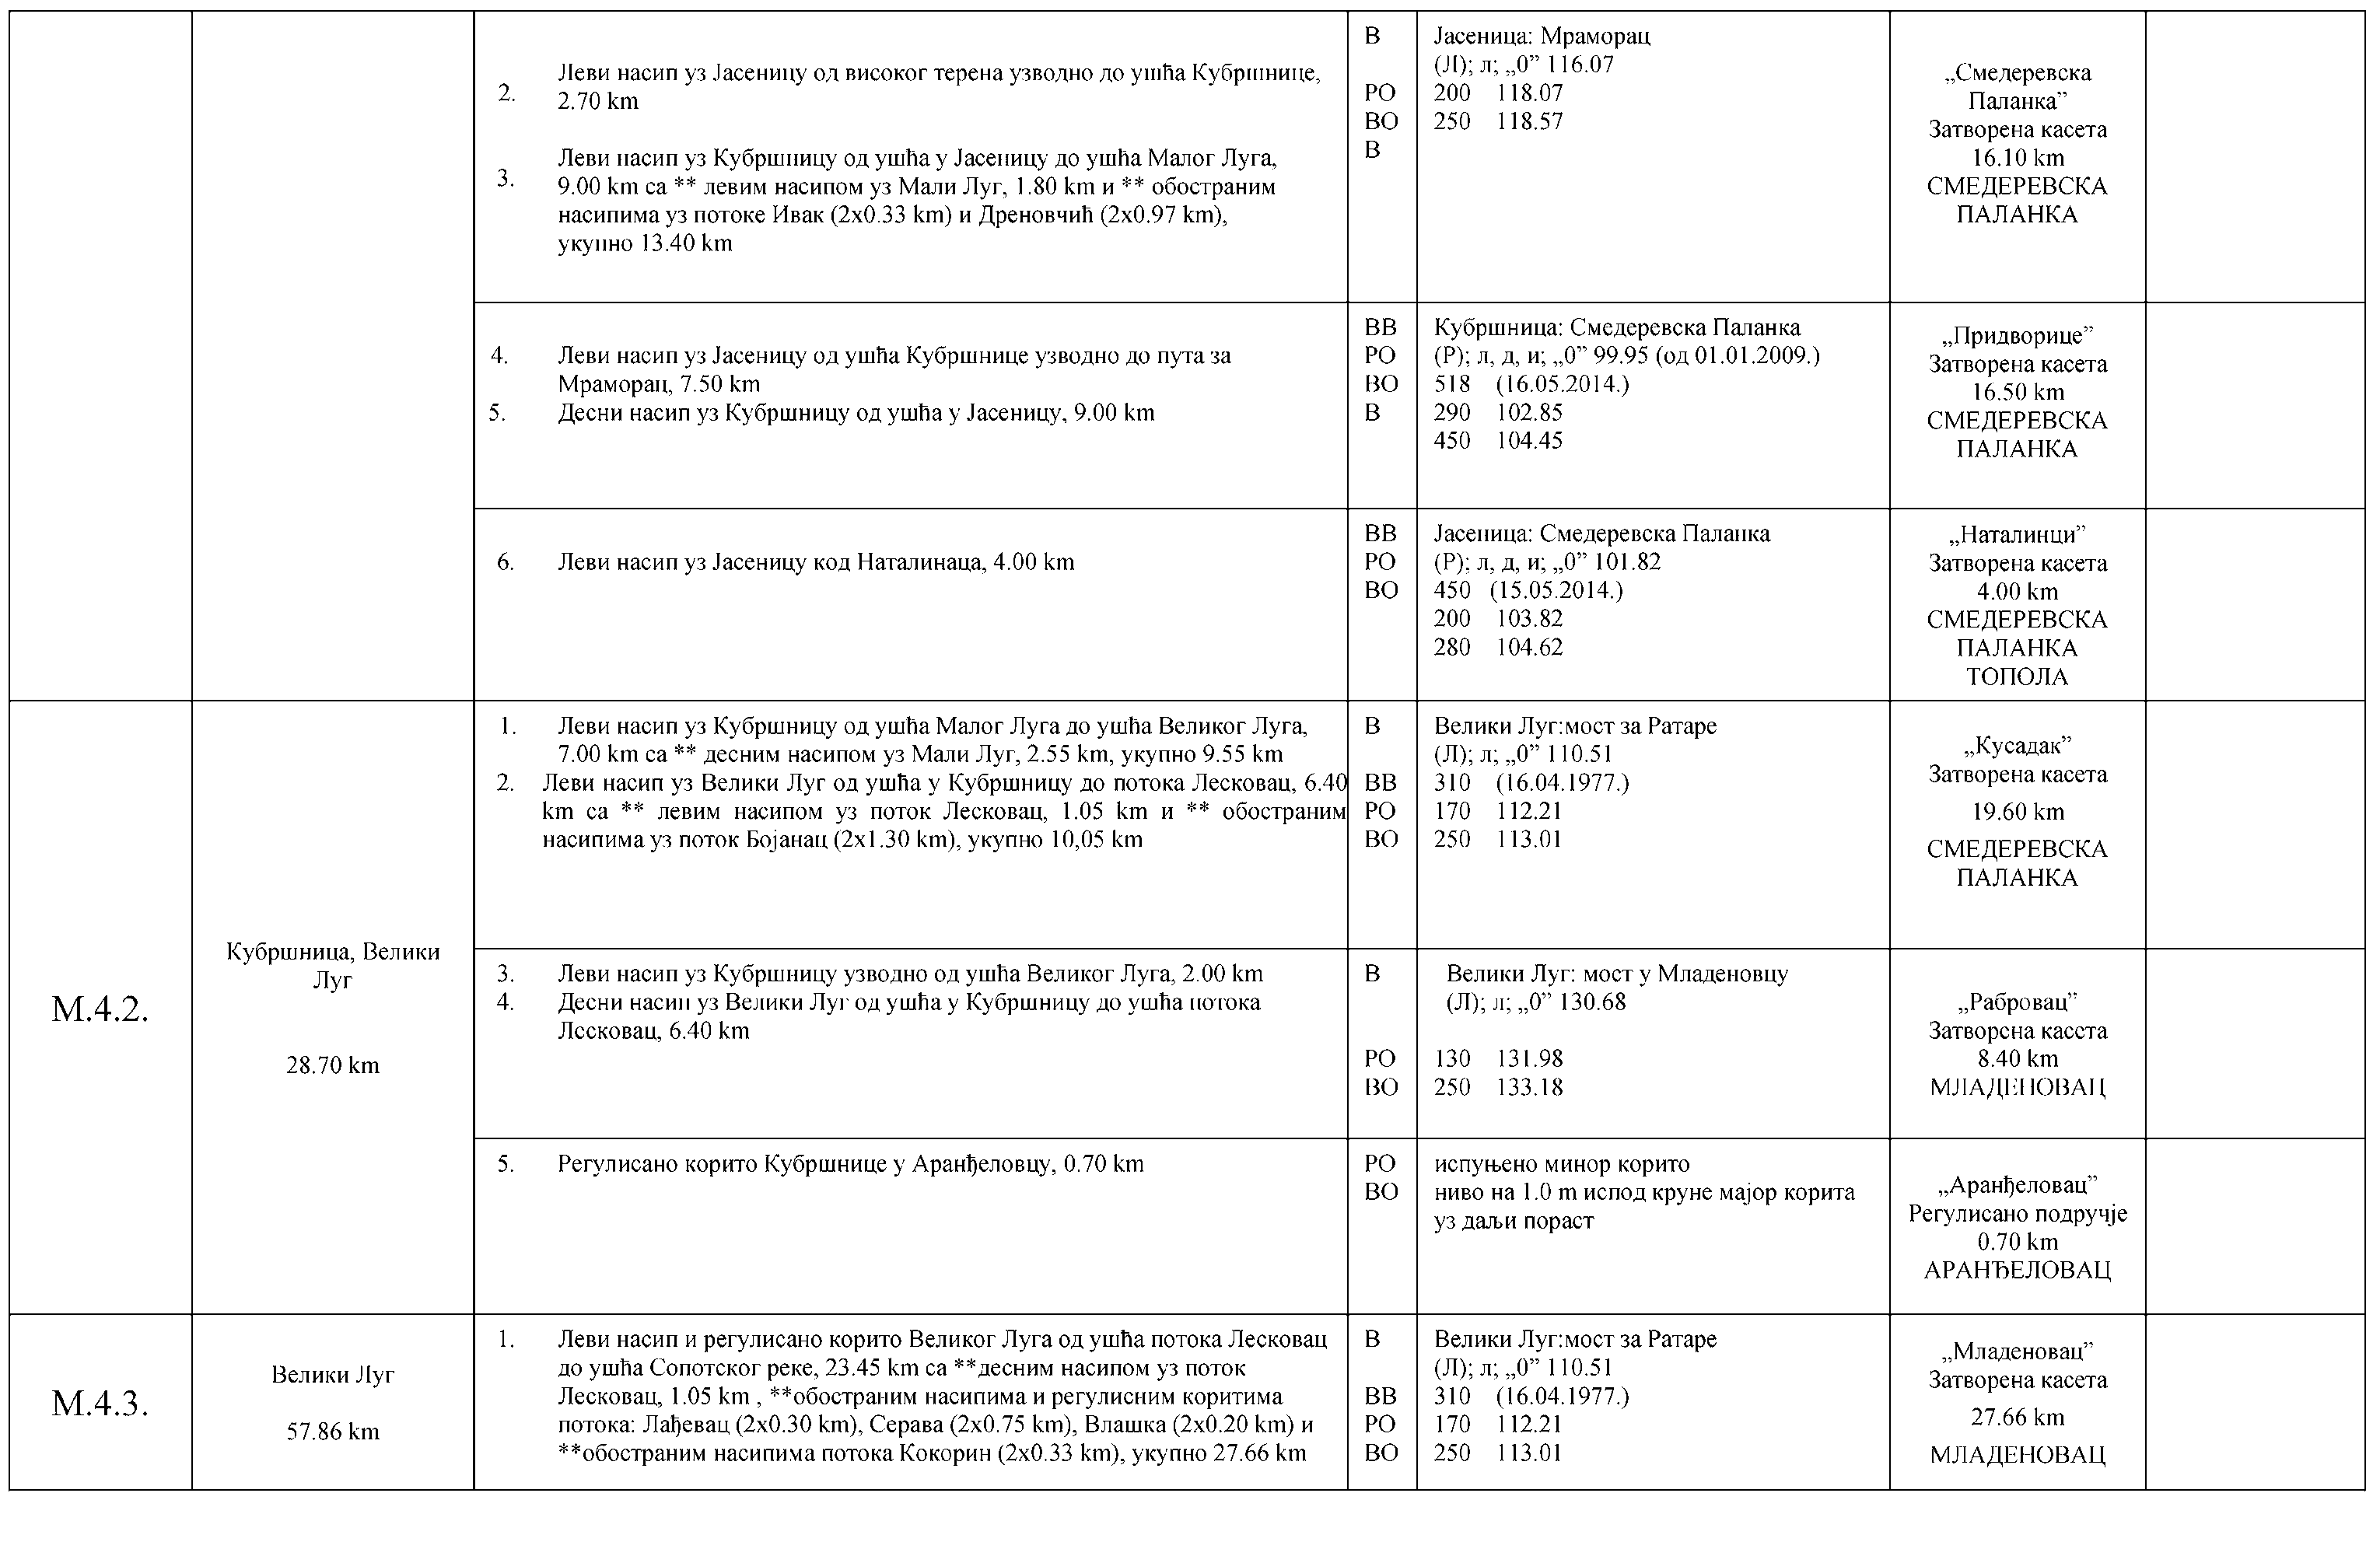 2. Леви насип уз Јасеницу од високог терена узводно до ушћа Кубршнице,
2.70 km
3. Леви насип уз Кубршницу од ушћа у Јасеницу до ушћа Малог Луга,
9.00 km са ** левим насипом уз Мали Луг, 1.80 km и ** обостраним
насипима уз потоке Ивак (2x0.33 km) и Дреновчић (2x0.97 km),
укупно 13.40 km
В
РО
ВО
В
Јасеница: Мраморац
(Л); л; „0” 116.07
200 118.07
250 118.57
„Смедеревска
Паланка”
Затворена касета
16.10 km
СМЕДЕРЕВСКА
ПАЛАНКА
4. Леви насип уз Јасеницу од ушћа Кубршнице узводно до пута за
Мраморац, 7.50 km
5. Десни насип уз Кубршницу од ушћа у Јасеницу, 9.00 km
ВВ
РО
ВО
В
Кубршница: Смедеревска Паланка
(Р); л, д, и; „0” 99.95 (од 01.01.2009.)
518 (16.05.2014.)
290 102.85
450 104.45
„Придворице”
Затворена касета
16.50 km
СМЕДЕРЕВСКА
ПАЛАНКА
6. Леви насип уз Јасеницу код Наталинаца, 4.00 km
ВВ
РО
ВО
Јасеница: Смедеревска Паланка
(Р); л, д, и; „0” 101.82
450 (15.05.2014.)
200 103.82
280 104.62
„Наталинци”
Затворена касета
4.00 km
СМЕДЕРЕВСКА
ПАЛАНКА
ТОПОЛА
М.4.2.
Кубршница, Велики
Луг
28.70 km
1. Леви насип уз Кубршницу од ушћа Малог Луга до ушћа Великог Луга,
7.00 km са ** десним насипом уз Мали Луг, 2.55 km, укупно 9.55 km
2. Леви насип уз Велики Луг од ушћа у Кубршницу до потока Лесковац, 6.40
km са ** левим насипом уз поток Лесковац, 1.05 km и ** обостраним
насипима уз поток Бојанац (2x1.30 km), укупно 10,05 km
В
ВВ
РО
ВО
Велики Луг:мост за Ратаре
(Л); л; „0” 110.51
310 (16.04.1977.)
170 112.21
250 113.01
„Кусадак”
Затворена касета
19.60 km
СМЕДЕРЕВСКА
ПАЛАНКА
3. Леви насип уз Кубршницу узводно од ушћа Великог Луга, 2.00 km
4. Десни насип уз Велики Луг од ушћа у Кубршницу до ушћа потока
Лесковац, 6.40 km
В
РО
ВО
Велики Луг: мост у Младеновцу
(Л); л; „0” 130.68
130 131.98
250 133.18
„Рабровац”
Затворена касета
8.40 km
МЛАДЕНОВАЦ
5. Регулисано корито Кубршнице у Аранђеловцу, 0.70 km
РО
ВО
испуњено минор корито
ниво на 1.0 m испод круне мајор корита
уз даљи пораст
„Аранђеловац”
Регулисано подручје
0.70 km
АРАНЂЕЛОВАЦ
М.4.3.
Велики Луг
57.86 km
1. Леви насип и регулисано корито Великог Луга од ушћа потока Лесковац
до ушћа Сопотског реке, 23.45 km са **десним насипом уз поток
Лесковац, 1.05 km , **обостраним насипима и регулисним коритима
потока: Лађевац (2x0.30 km), Серава (2x0.75 km), Влашка (2x0.20 km) и
**обостраним насипима потока Кокорин (2x0.33 km), укупно 27.66 km
В
ВВ
РО
ВО
Велики Луг:мост за Ратаре
(Л); л; „0” 110.51
310 (16.04.1977.)
170 112.21
250 113.01
„Младеновац”
Затворена касета
27.66 km
МЛАДЕНОВАЦ